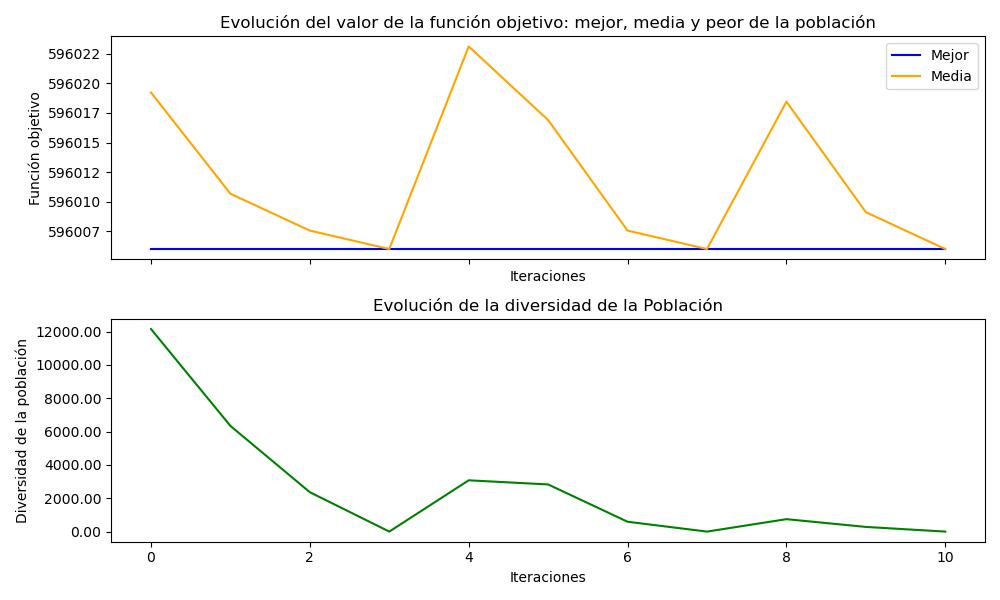 Evolución del valor de la función objetivo: mejor, media y peor de la población
596022
596020
596017
596015
596012
596010
596007
Función objetivo
Mejor
Media
Iteraciones
Evolución de la diversidad de la Población
12000.00
10000.00
8000.00
6000.00
4000.00
2000.00
0.00
Diversidad de la población
0 2 4 6 8 10
Iteraciones